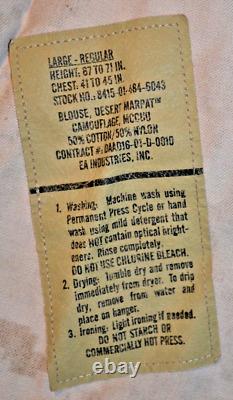 LARGE - REGULAR
HEIGHT: 67 TO 71 IN.
CHEST: 41 TO 45 IN.
STOCK NO.: 8415-01-484-6043
BLOUSE, DESERT MARPAT™
CAMOUFLAGE, MCCUU
50% COTTON/50% NYLON
CONTRACT #: DAAD16-01-D-0010
EA INDUSTRIES, INC.
1. Washing: Machine wash using
Permanent Press Cycle or hand
wash using mild detergent that
does NOT contain optical bright-
eners. Rinse completely.
DO NOT USE CHLORINE BLEACH.
2. Drying: Tumble dry and remove
immediately from dryer. To drip
dry, remove from water and
place on hanger.
3. Ironing: Light ironing if needed.
DO NOT STARCH OR
COMMERCIALLY HOT PRESS.
ebay.com.au